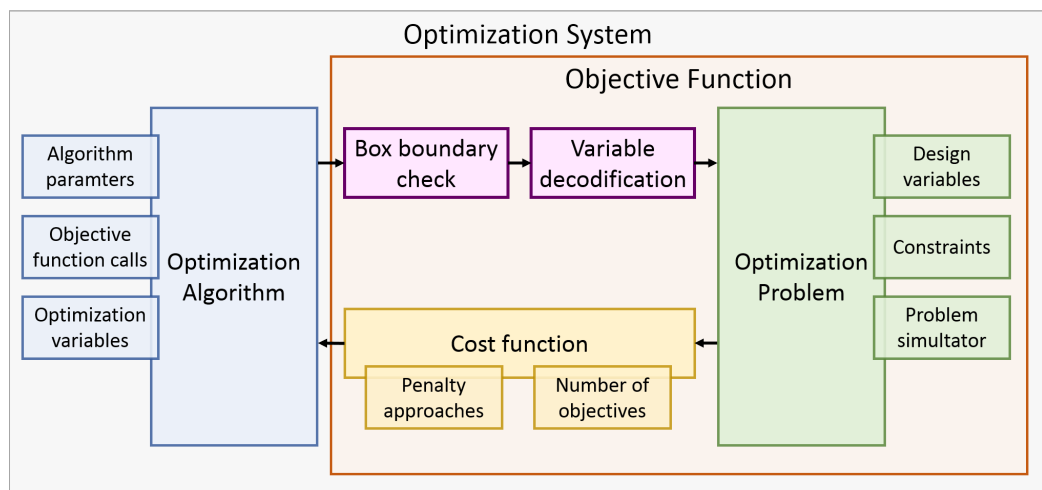 Optimization System
Objective Function
Algorithm
paramters
Objective
function calls
Optimization
variables
Optimization
Algorithm
Box boundary
check
Variable
decodification
Optimization
Problem
Design
variables
Constraints
Problem
simultator
Cost function
Penalty
approaches
Number of
objectives